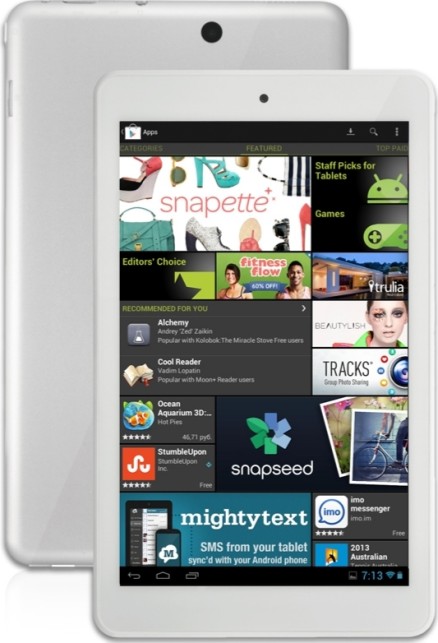 Apps
CATEGORIES
FEATURED
TOP PAID
snapette
Staff Picks for
Tablets
Games
Editors' Choice
fitness
flow
60% OFF!
trulia
RECOMMENDED FOR YOU
Alchemy
Andrey 'Zed' Zaikin
Popular with Kolobok:The Miracle Stove Free users
BEAUTYLISH
Cool Reader
Vadim Lopatin
Popular with Moon+ Reader users
TRACKS
Group Photo Sharing
Ocean
Aquarium 3D:..
Hot Pies
46,71 руб.
StumbleUpon
StumbleUpon
Inc.
Free
snapseed
mightytext
SMS from your tablet
sync'd with your Android phone
imo
imo
messenger
imo.im
Free
2013
Australian
7:13